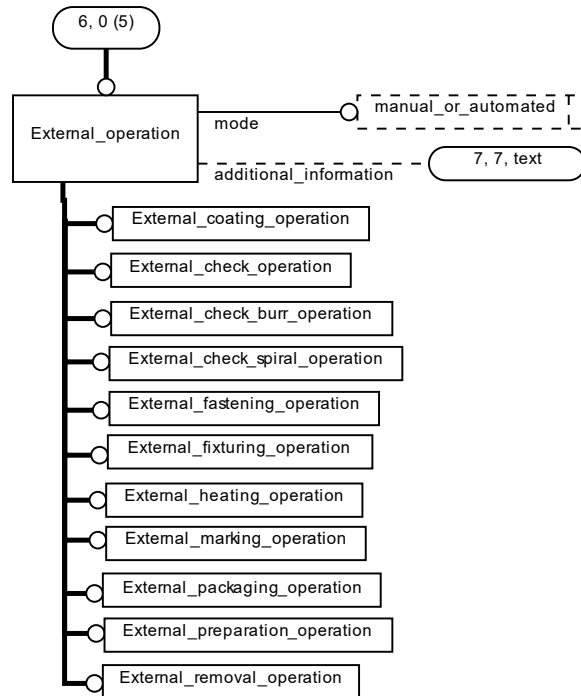 6, 0 (5)
External_operation
mode
manual_or_automated
additional_information
7, 7, text
External_coating_operation
External_check_operation
External_check_burr_operation
External_check_spiral_operation
External_fastening_operation
External_fixturing_operation
External_heating_operation
External_marking_operation
External_packaging_operation
External_preparation_operation
External_removal_operation